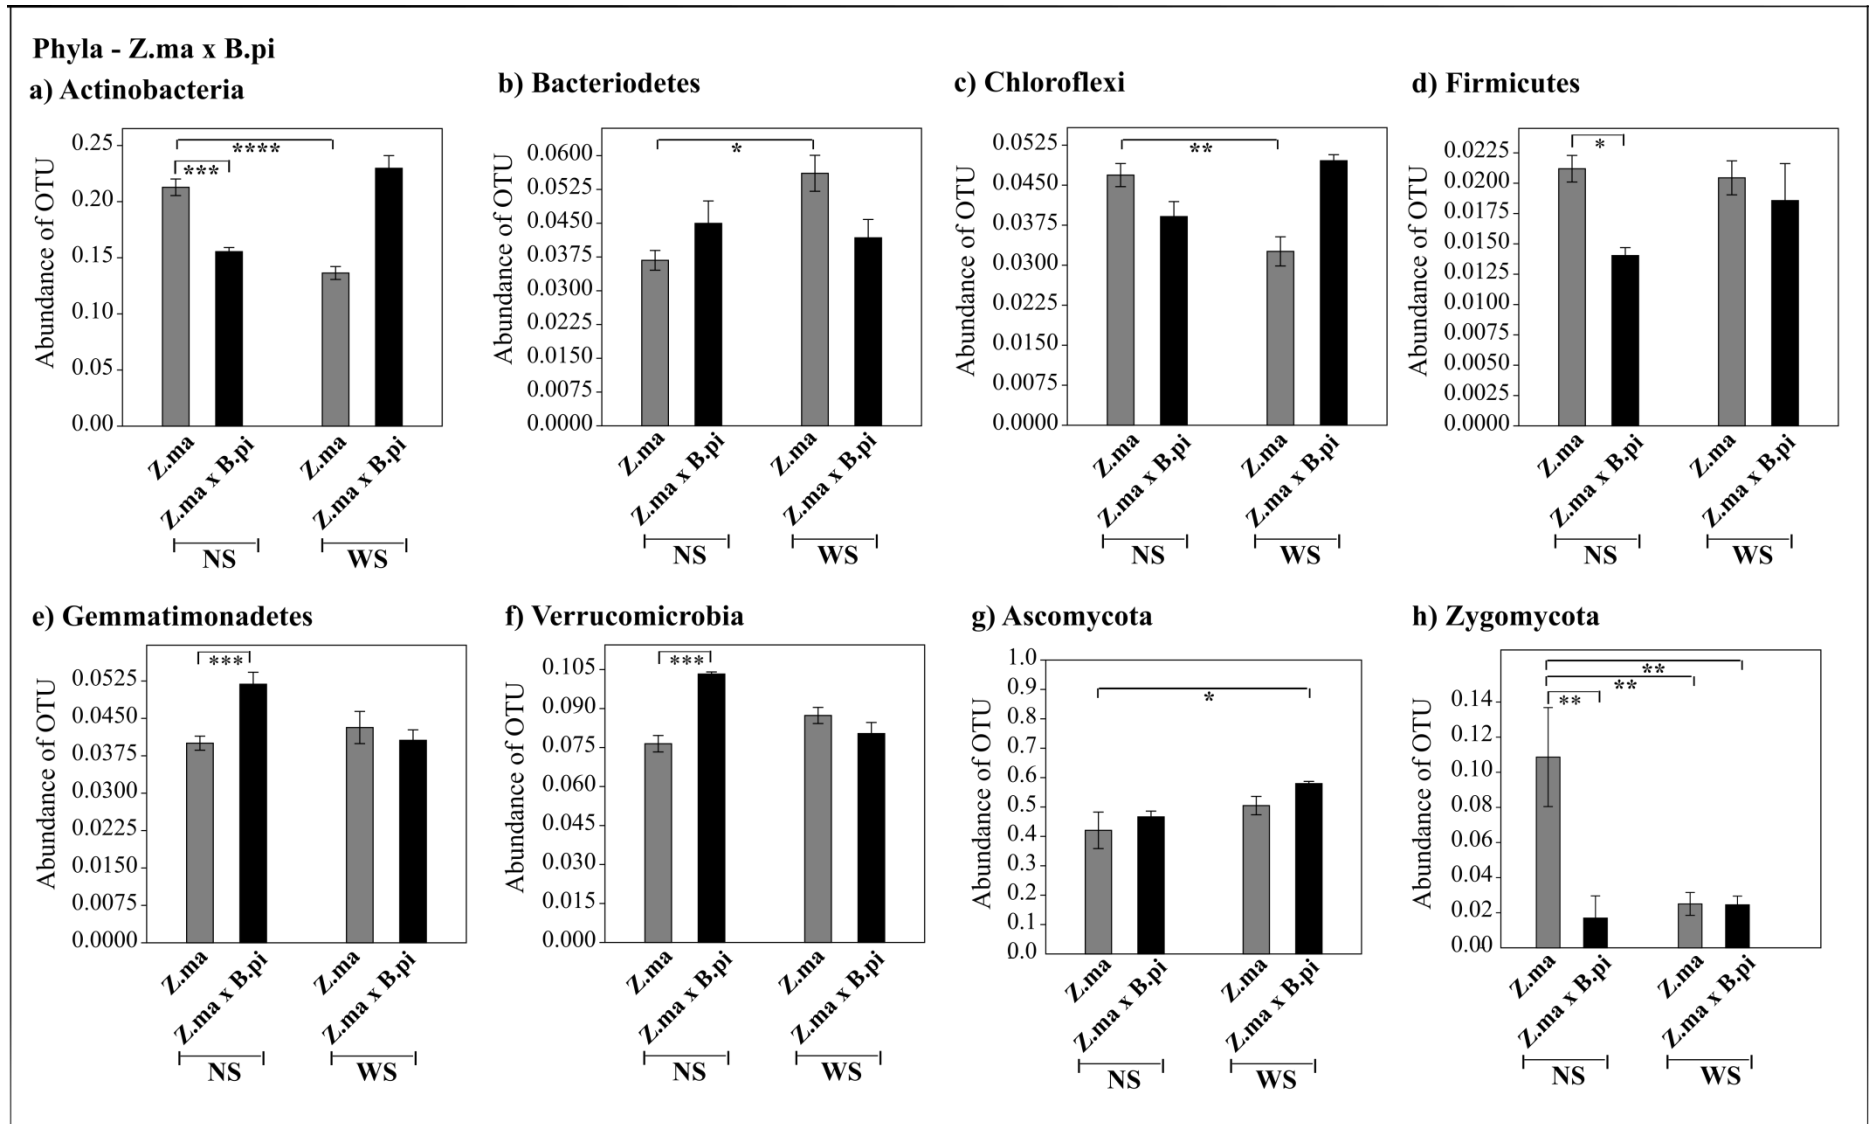 Phyla - Z.ma x B.pi
a) Actinobacteria
Abundance of OTU
0.25
0.20
0.15
0.10
0.05
0.00
****
***
Z.ma
Z.ma x B.pi
Z.ma
Z.ma x B.pi
NS
WS
b) Bacteriodetes
Abundance of OTU
0.0600
0.0525
0.0450
0.0375
0.0300
0.0225
0.0150
0.0075
0.0000
*
Z.ma
Z.ma x B.pi
Z.ma
Z.ma x B.pi
NS
WS
c) Chloroflexi
Abundance of OTU
0.0525
0.0450
0.0375
0.0300
0.0225
0.0150
0.0075
0.0000
**
Z.ma
Z.ma x B.pi
Z.ma
Z.ma x B.pi
NS
WS
d) Firmicutes
Abundance of OTU
0.0225
0.0200
0.0175
0.0150
0.0125
0.0100
0.0075
0.0050
0.0025
0.0000
*
Z.ma
Z.ma x B.pi
Z.ma
Z.ma x B.pi
NS
WS
e) Gemmatimonadetes
Abundance of OTU
0.0525
0.0450
0.0375
0.0300
0.0225
0.0150
0.0075
0.0000
***
Z.ma
Z.ma x B.pi
Z.ma
Z.ma x B.pi
NS
WS
f) Verrucomicrobia
Abundance of OTU
0.105
0.090
0.075
0.060
0.045
0.030
0.015
0.000
***
Z.ma
Z.ma x B.pi
Z.ma
Z.ma x B.pi
NS
WS
g) Ascomycota
Abundance of OTU
1.0
0.9
0.8
0.7
0.6
0.5
0.4
0.3
0.2
0.1
0.0
*
Z.ma
Z.ma x B.pi
Z.ma
Z.ma x B.pi
NS
WS
h) Zygomycota
Abundance of OTU
0.14
0.12
0.10
0.08
0.06
0.04
0.02
0.00
**
**
**
Z.ma
Z.ma x B.pi
Z.ma
Z.ma x B.pi
NS
WS